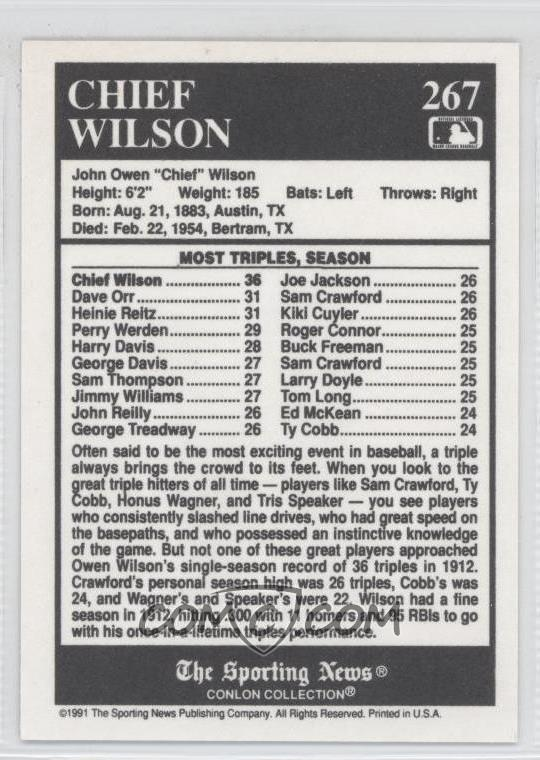 CHIEF
WILSON
267
OFFICIAL LICENSEE
MAJOR LEAGUE BASEBALL
John Owen "Chief" Wilson
Height: 6'2" Weight: 185 Bats: Left Throws: Right
Born: Aug. 21, 1883, Austin, TX
Died: Feb. 22, 1954, Bertram, TX
MOST TRIPLES, SEASON
Chief Wilson .................. 36
Dave Orr ........................ 31
Heinie Reitz ................... 31
Perry Werden ................ 29
Harry Davis .................... 28
George Davis ................. 27
Sam Thompson ............. 27
Jimmy Williams ............. 27
John Reilly ..................... 26
George Treadway .......... 26
Joe Jackson ................... 26
Sam Crawford ................ 26
Kiki Cuyler ..................... 26
Roger Connor ................. 25
Buck Freeman ................ 25
Sam Crawford ................ 25
Larry Doyle .................... 25
Tom Long ....................... 25
Ed McKean ..................... 24
Ty Cobb .......................... 24
Often said to be the most exciting event in baseball, a triple
always brings the crowd to its feet. When you look to the
great triple hitters of all time — players like Sam Crawford, Ty
Cobb, Honus Wagner, and Tris Speaker — you see players
who consistently slashed line drives, who had great speed on
the basepaths, and who possessed an instinctive knowledge
of the game. But not one of these great players approached
Owen Wilson's single-season record of 36 triples in 1912.
Crawford's personal season high was 26 triples, Cobb's was
24, and Wagner's and Speaker's were 22. Wilson had a fine
season in 1912, hitting .300 with 11 homers and 95 RBIs to go
with his once-in-a-lifetime triples performance.
COMC.COM
The Sporting News®
CONLON COLLECTION®
©1991 The Sporting News Publishing Company. All Rights Reserved. Printed in U.S.A.